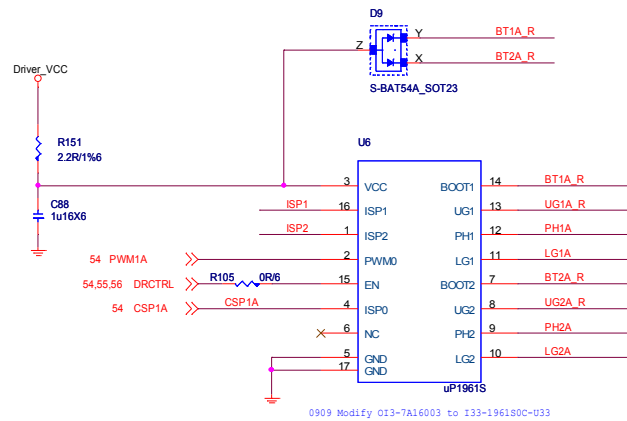 D9
Z
Y
BT1A_R
X
BT2A_R
S-BAT54A_SOT23
Driver_VCC
R151
2.2R/1%6
C88
1u16X6
U6
3 VCC BOOT1 14 BT1A_R
ISP1 16 ISP1 UG1 13 UG1A_R
ISP2 1 ISP2 PH1 12 PH1A
54 PWM1A 2 PWM0 LG1 11 LG1A
54,55,56 DRCTRL R105 0R/6 15 EN BOOT2 7 BT2A_R
54 CSP1A CSP1A 4 ISP0 UG2 8 UG2A_R
6 NC PH2 9 PH2A
5 GND LG2 10 LG2A
17 GND
uP1961S
0909 Modify OI3-7A16003 to I33-1961S0C-U33